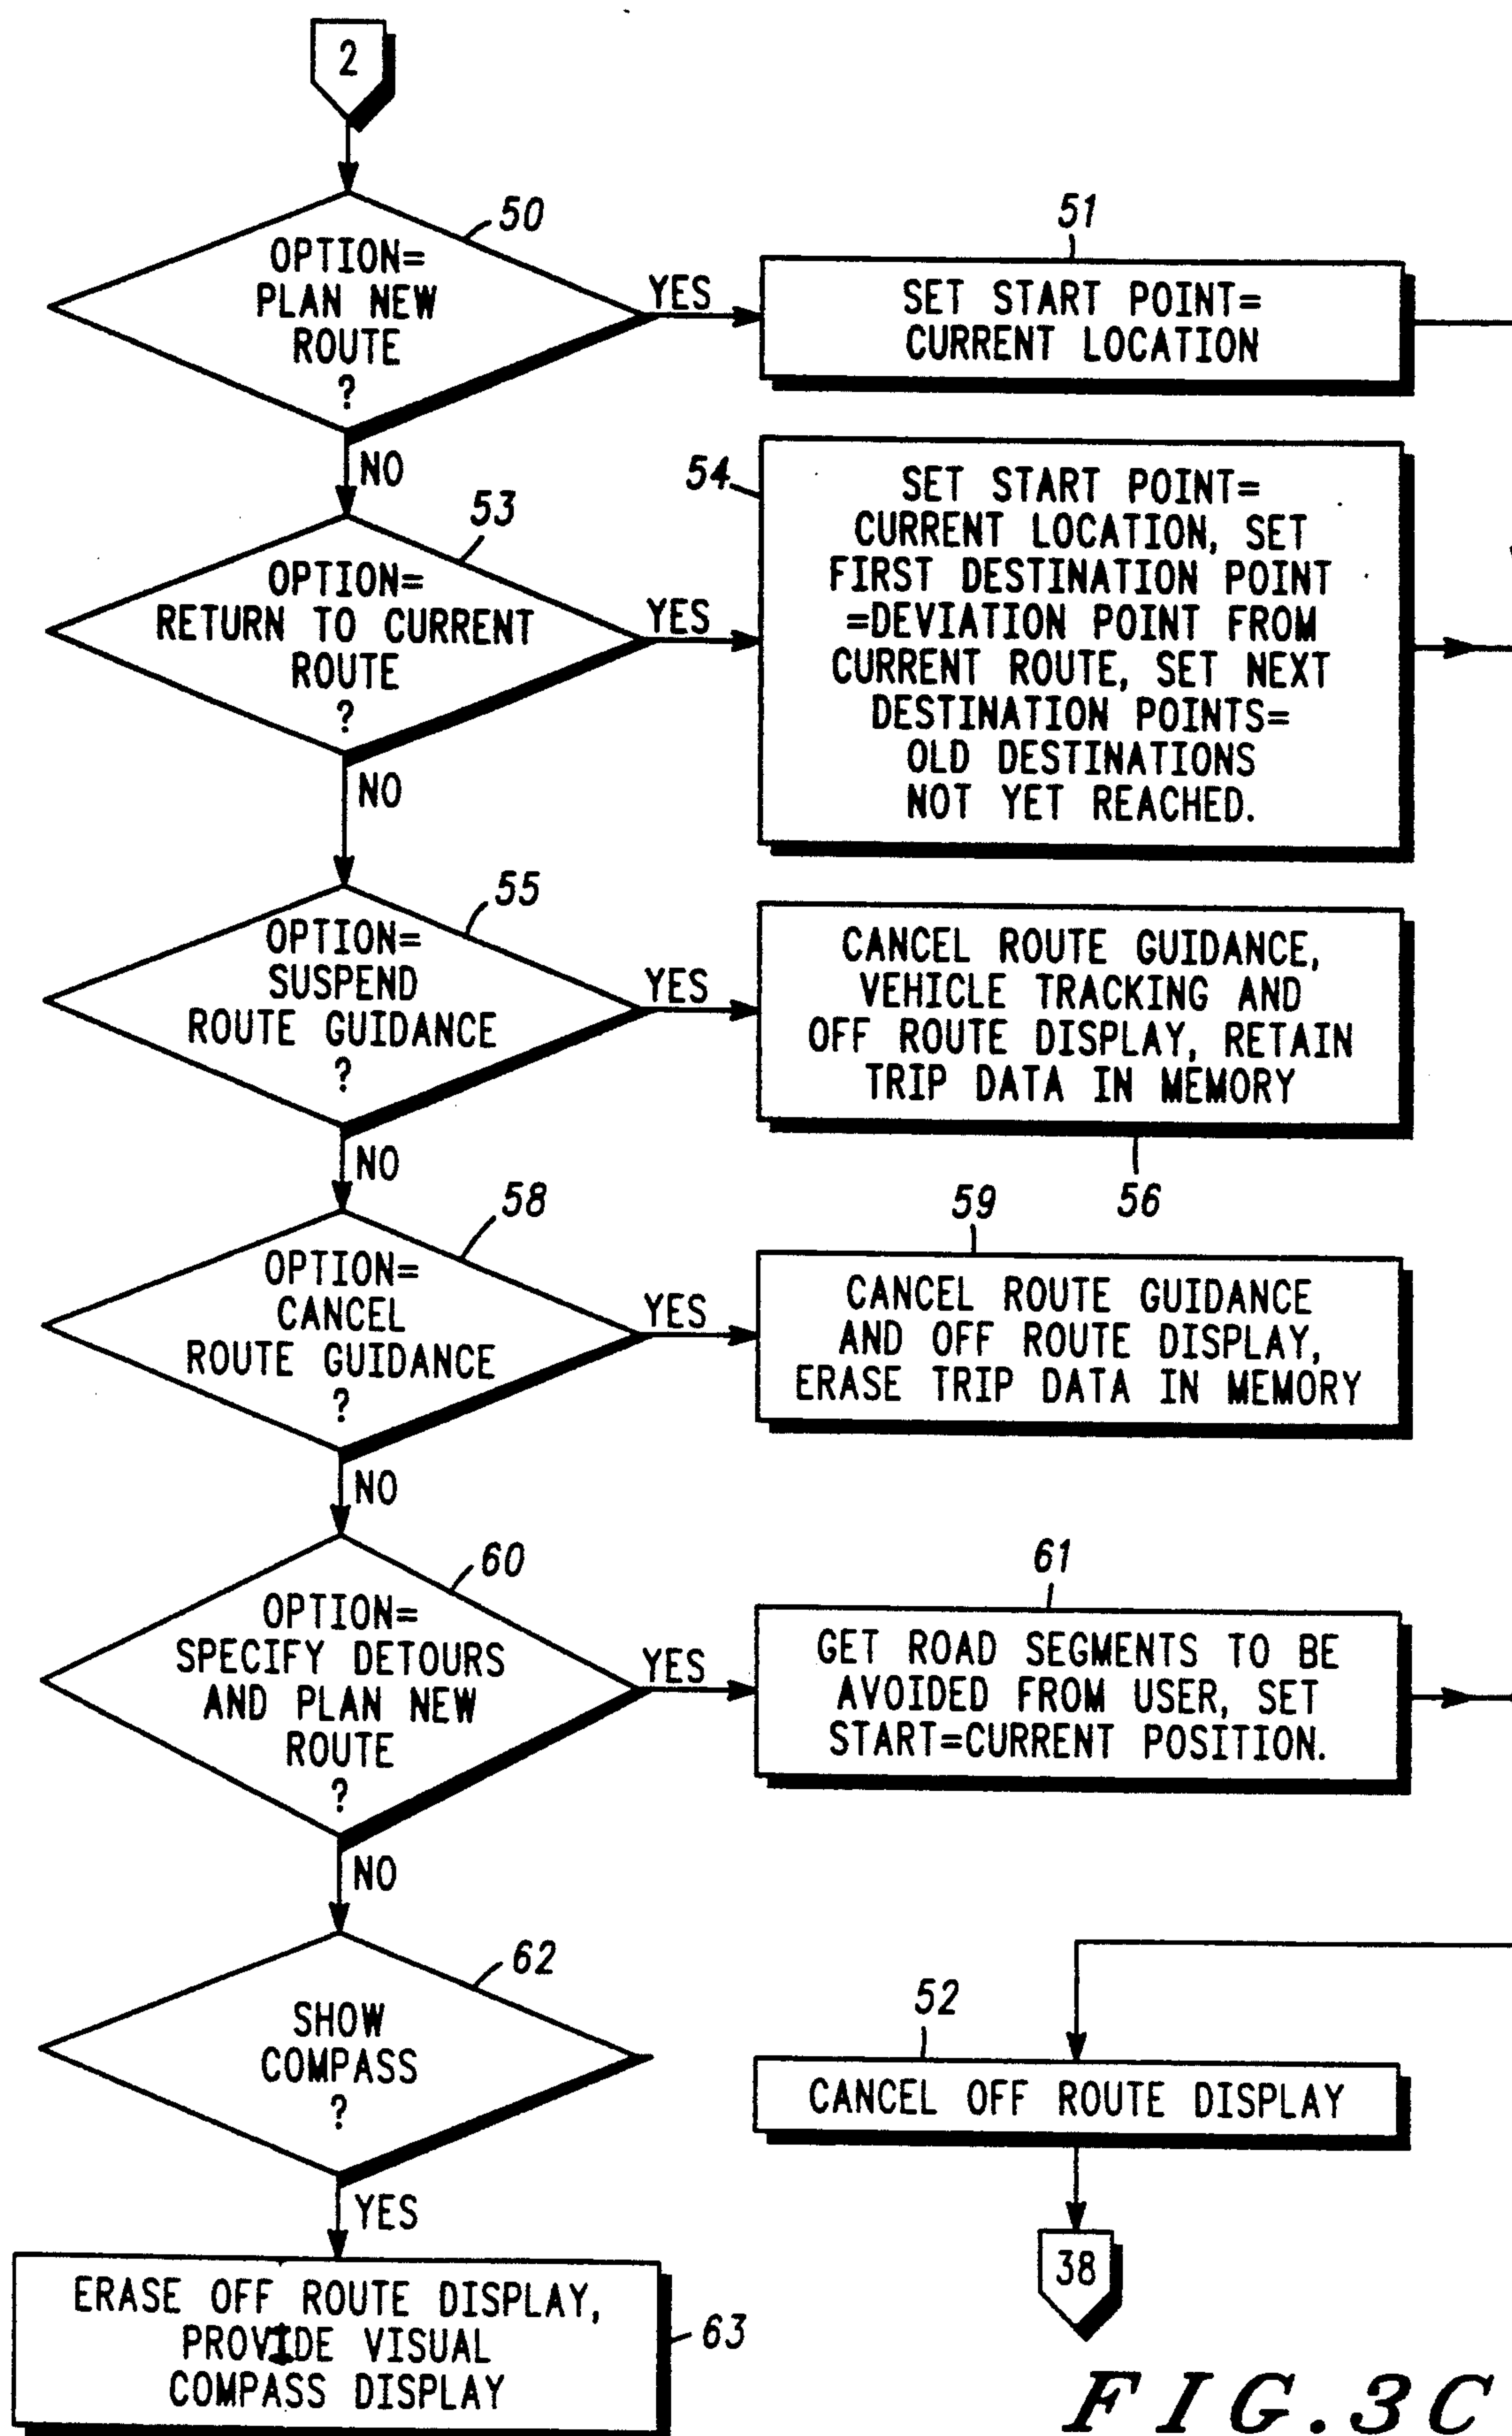 2
50
OPTION=
PLAN NEW
ROUTE
?
YES
51
SET START POINT=
CURRENT LOCATION
NO
53
OPTION=
RETURN TO CURRENT
ROUTE
?
YES
54
SET START POINT=
CURRENT LOCATION, SET
FIRST DESTINATION POINT
=DEVIATION POINT FROM
CURRENT ROUTE, SET NEXT
DESTINATION POINTS=
OLD DESTINATIONS
NOT YET REACHED.
NO
55
OPTION=
SUSPEND
ROUTE GUIDANCE
?
YES
CANCEL ROUTE GUIDANCE,
VEHICLE TRACKING AND
OFF ROUTE DISPLAY, RETAIN
TRIP DATA IN MEMORY
56
NO
58
OPTION=
CANCEL
ROUTE GUIDANCE
?
YES
59
CANCEL ROUTE GUIDANCE
AND OFF ROUTE DISPLAY,
ERASE TRIP DATA IN MEMORY
NO
60
OPTION=
SPECIFY DETOURS
AND PLAN NEW
ROUTE
?
YES
61
GET ROAD SEGMENTS TO BE
AVOIDED FROM USER, SET
START=CURRENT POSITION.
NO
62
SHOW
COMPASS
?
YES
52
CANCEL OFF ROUTE DISPLAY
38
ERASE OFF ROUTE DISPLAY,
PROVIDE VISUAL
COMPASS DISPLAY
63
FIG.3C